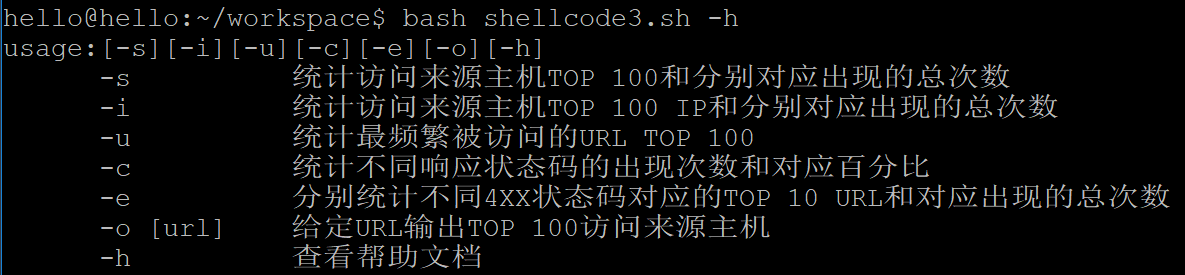 hello@hello:~/workspace$ bash shellcode3.sh -h
usage:[-s][-i][-u][-c][-e][-o][-h]
-s 统计访问来源主机TOP 100和分别对应出现的总次数
-i 统计访问来源主机TOP 100 IP和分别对应出现的总次数
-u 统计最频繁被访问的URL TOP 100
-c 统计不同响应状态码的出现次数和对应百分比
-e 分别统计不同4XX状态码对应的TOP 10 URL和对应出现的总次数
-o [url] 给定URL输出TOP 100访问来源主机
-h 查看帮助文档